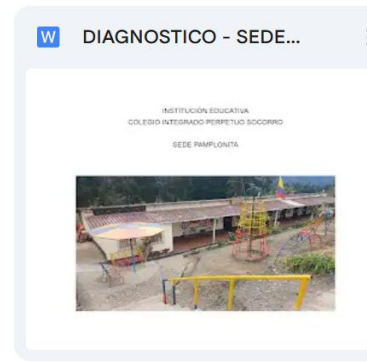 W DIAGNOSTICO - SEDE...
INSTITUCIÓN EDUCATIVA
COLEGIO INTEGRADO PERPETUO SOCORRO
SEDE PAMPLONITA